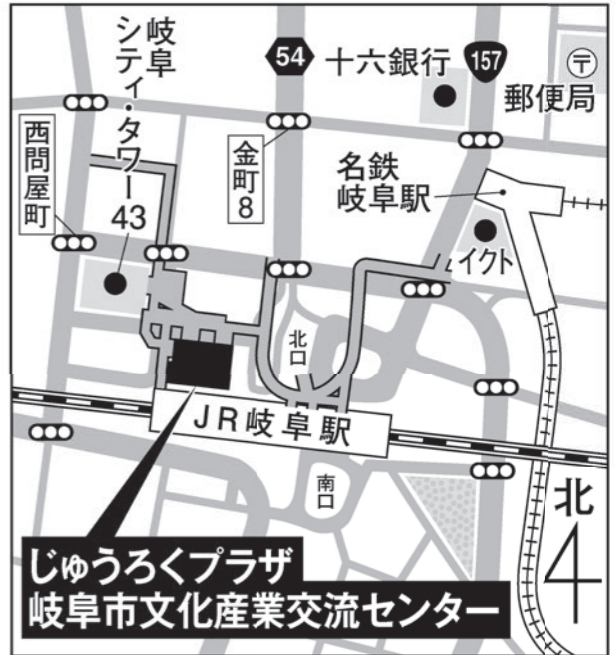 岐阜
シティ・タワー43
54
十六銀行
157
〒
郵便局
西問屋町
金町8
名鉄
岐阜駅
イクト
北口
JR岐阜駅
南口
北
じゅうろくプラザ
岐阜市文化産業交流センター